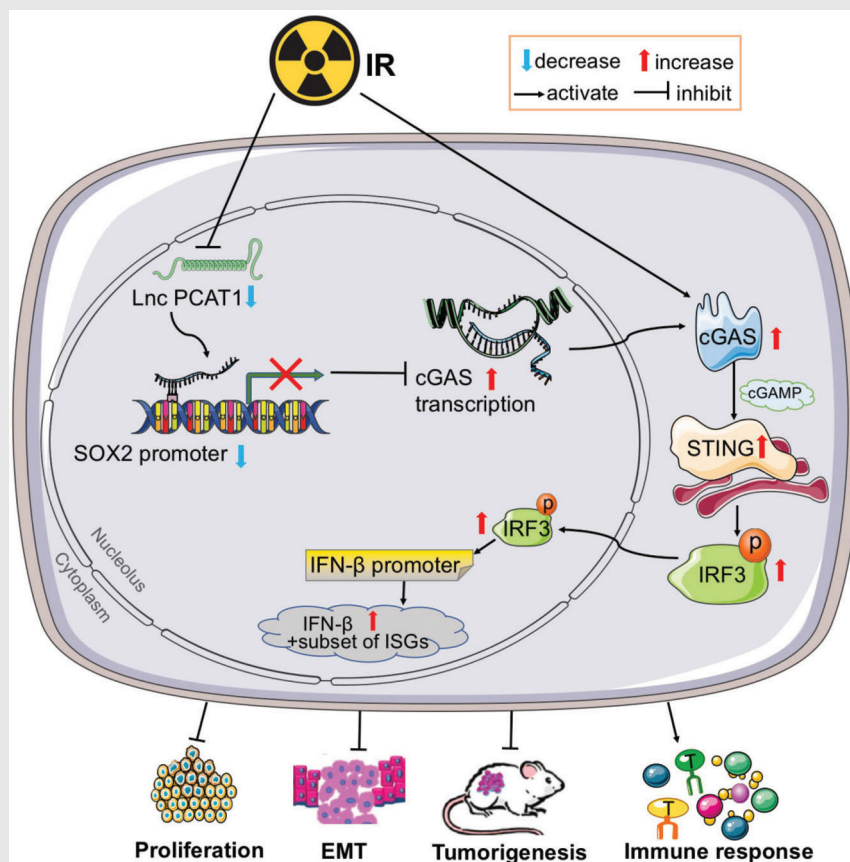 IR
decrease increase
activate inhibit
Lnc PCAT1
cGAS
transcription
SOX2 promoter
cGAS
cGAMP
STING
p
IRF3
p
IRF3
IFN-β promoter
IFN-β
+subset of ISGs
Nucleolus
Cytoplasm
T
T
Proliferation EMT Tumorigenesis Immune response